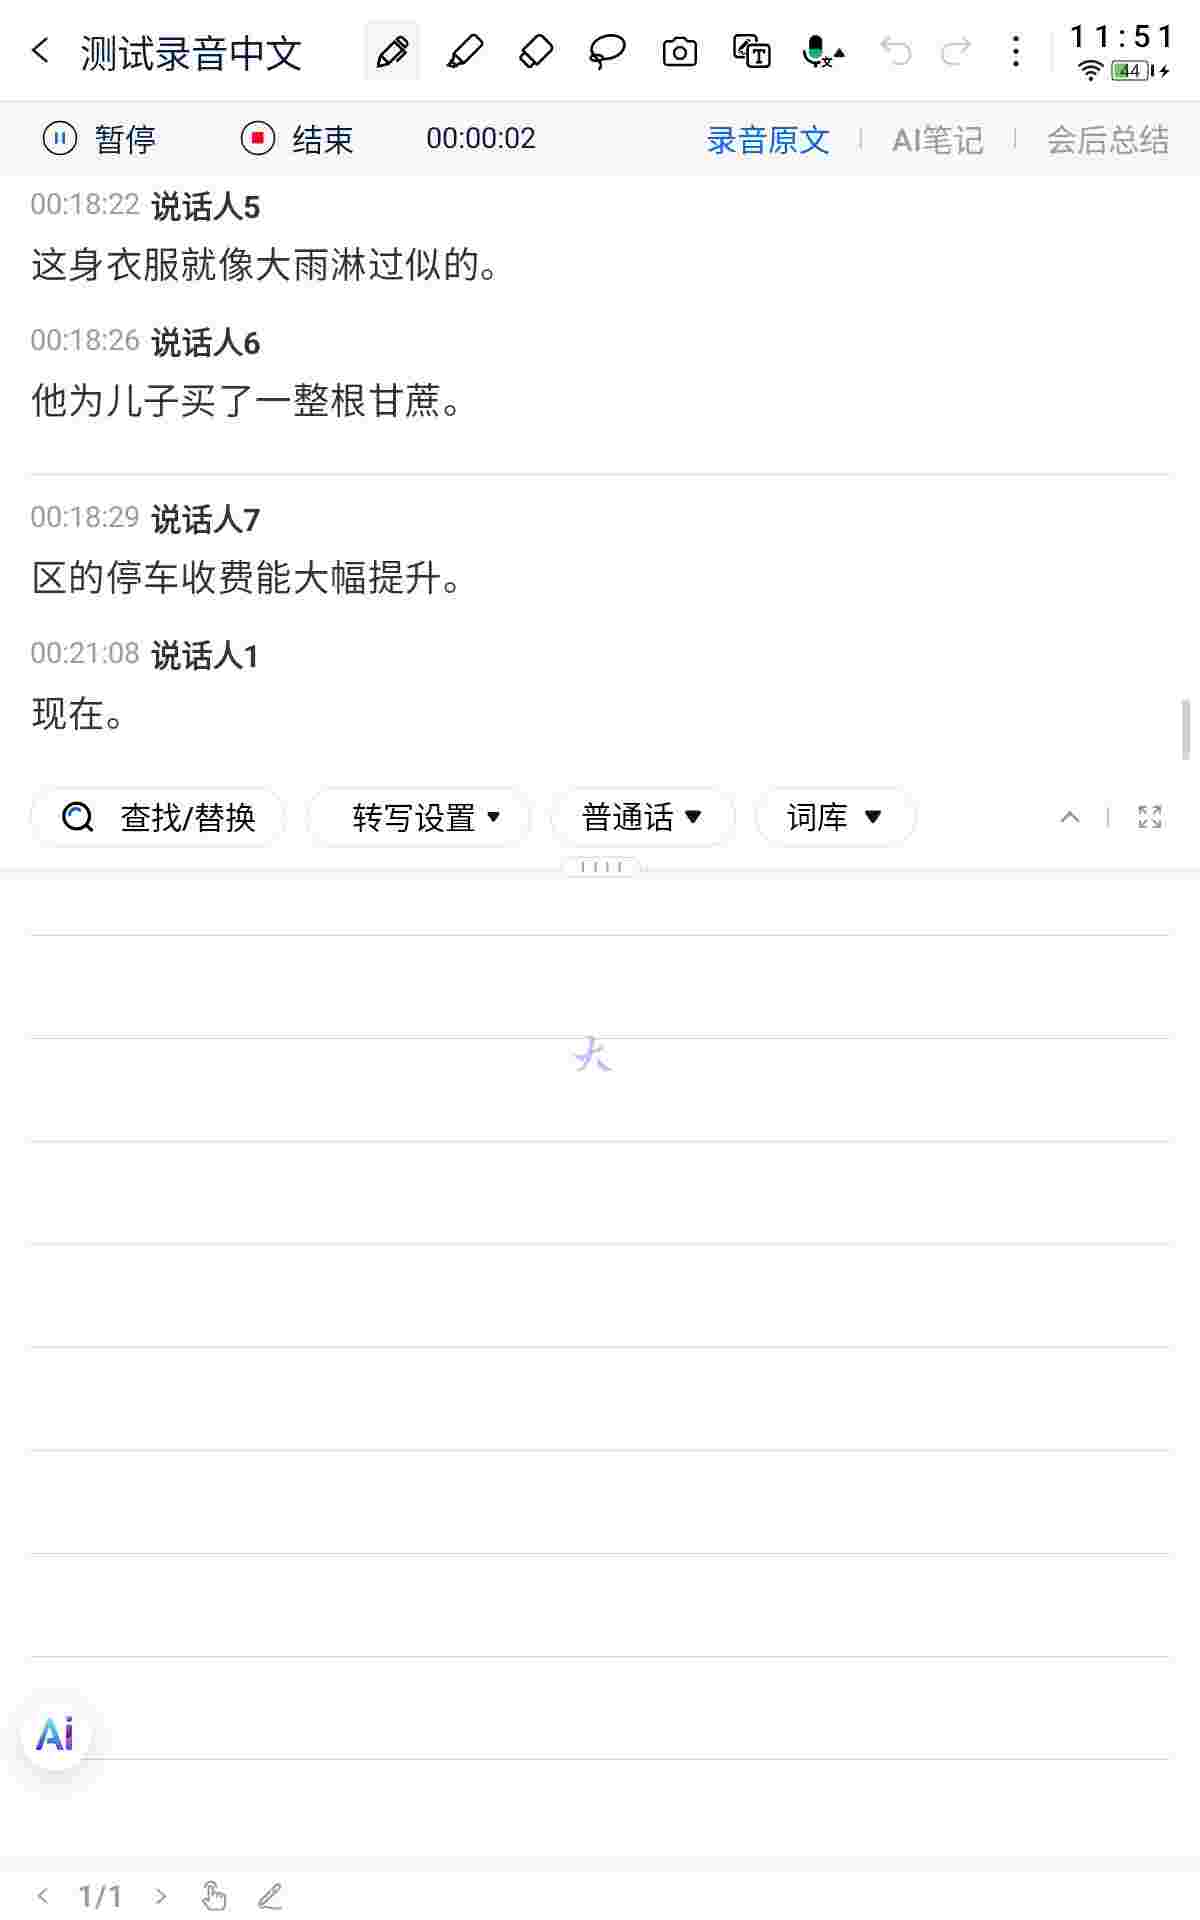 测试录音中文
11:51
44
暂停 结束 00:00:02 录音原文 AI笔记 会后总结
00:18:22 说话人5
这身衣服就像大雨淋过似的。
00:18:26 说话人6
他为儿子买了一整根甘蔗。
00:18:29 说话人7
区的停车收费能大幅提升。
00:21:08 说话人1
现在。
查找/替换 转写设置 普通话 词库
大
Ai
1/1